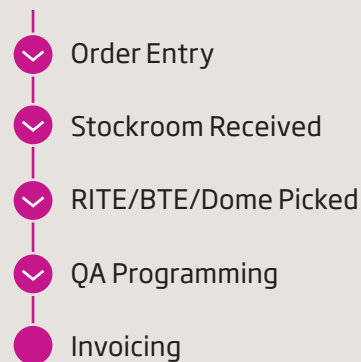 Order Entry
Stockroom Received
RITE/BTE/Dome Picked
QA Programming
Invoicing